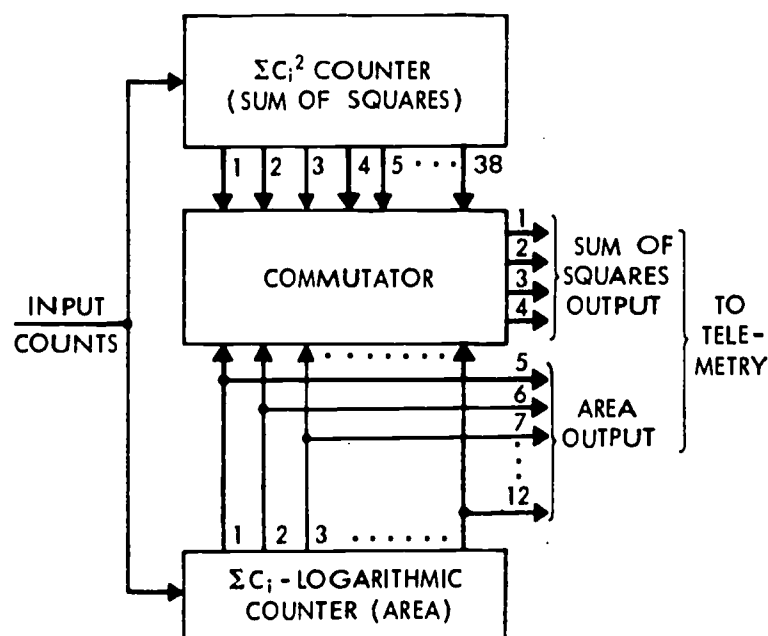 ΣCi² COUNTER
(SUM OF SQUARES)
1 2 3 4 5 ··· 38
COMMUTATOR
1
2
3
4
SUM OF
SQUARES
OUTPUT
INPUT
COUNTS
TO
TELE-
METRY
········
5
6
7
⋮
12
AREA
OUTPUT
1 2 3 ······
ΣCi - LOGARITHMIC
COUNTER (AREA)